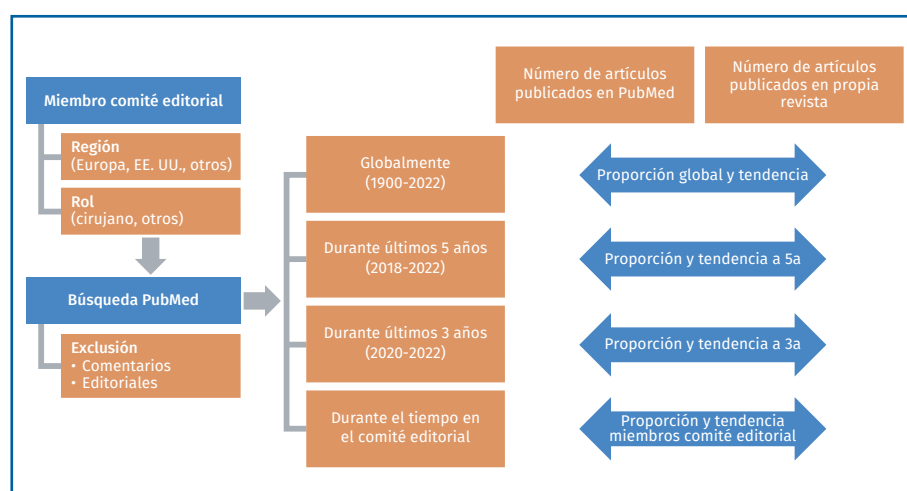 Miembro comité editorial
Región
(Europa, EE. UU., otros)
Rol
(cirujano, otros)
Búsqueda PubMed
Exclusión
• Comentarios
• Editoriales
Globalmente
(1900-2022)
Durante últimos 5 años
(2018-2022)
Durante últimos 3 años
(2020-2022)
Durante el tiempo en
el comité editorial
Número de artículos
publicados en PubMed
Número de artículos
publicados en propia
revista
Proporción global y tendencia
Proporción y tendencia a 5a
Proporción y tendencia a 3a
Proporción y tendencia
miembros comité editorial